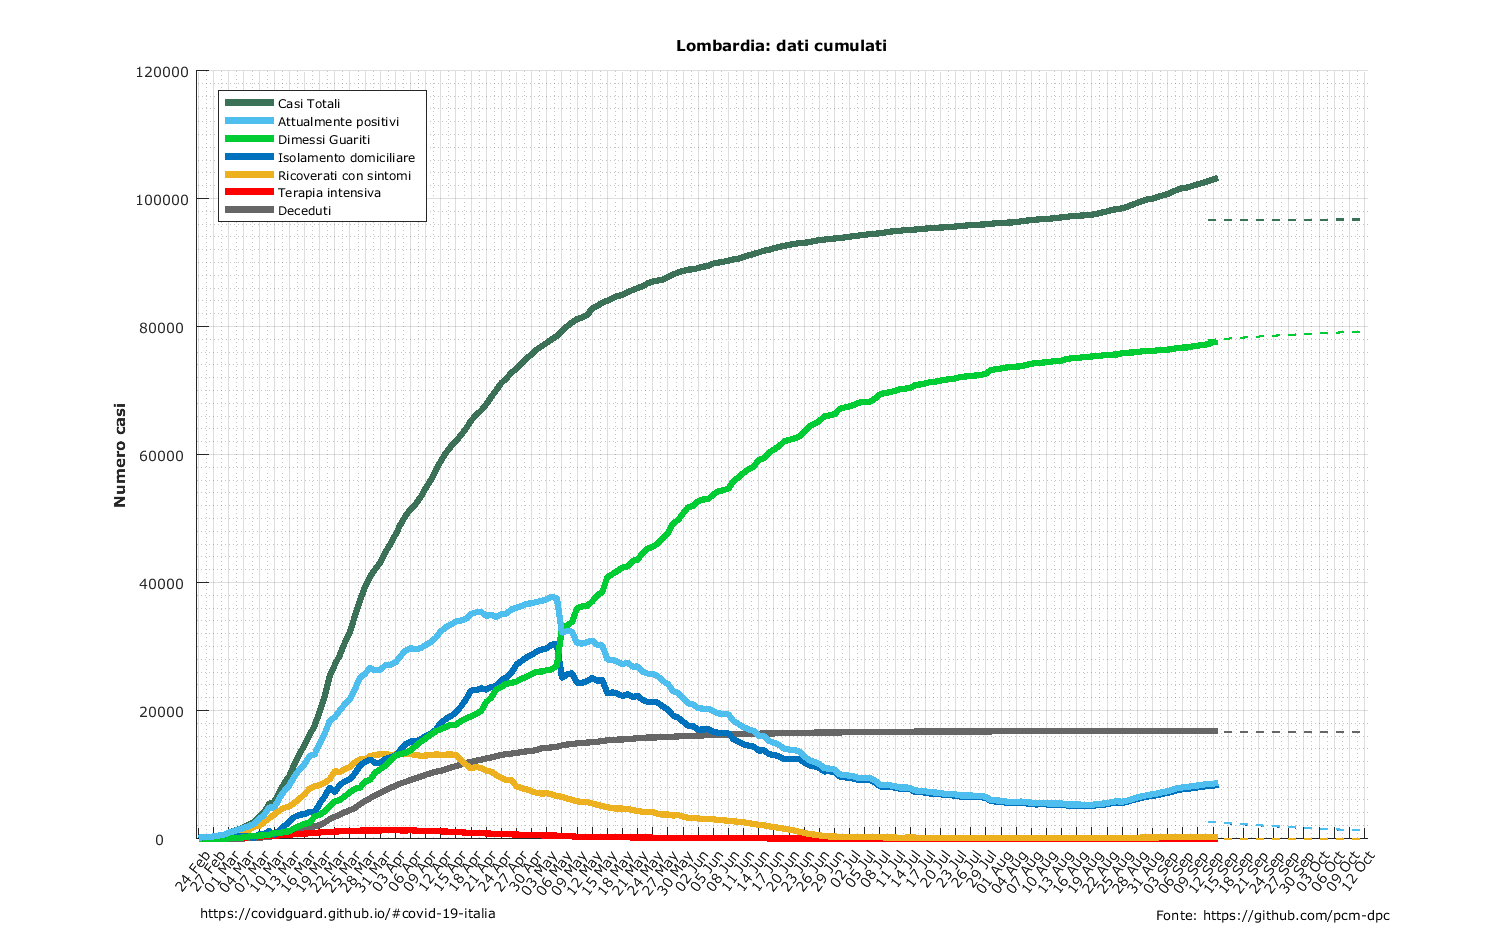 Lombardia: dati cumulati
120000
100000
80000
60000
40000
20000
0
Numero casi
Casi Totali
Attualmente positivi
Dimessi Guariti
Isolamento domiciliare
Ricoverati con sintomi
Terapia intensiva
Deceduti
24 Feb
27 Feb
01 Mar
04 Mar
07 Mar
10 Mar
13 Mar
16 Mar
19 Mar
22 Mar
25 Mar
28 Mar
31 Mar
03 Apr
06 Apr
09 Apr
12 Apr
15 Apr
18 Apr
21 Apr
24 Apr
27 Apr
30 Apr
03 May
06 May
09 May
12 May
15 May
18 May
21 May
24 May
27 May
30 May
02 Jun
05 Jun
08 Jun
11 Jun
14 Jun
17 Jun
20 Jun
23 Jun
26 Jun
29 Jun
02 Jul
05 Jul
08 Jul
11 Jul
14 Jul
17 Jul
20 Jul
23 Jul
26 Jul
29 Jul
01 Aug
04 Aug
07 Aug
10 Aug
13 Aug
16 Aug
19 Aug
22 Aug
25 Aug
28 Aug
31 Aug
03 Sep
06 Sep
09 Sep
12 Sep
15 Sep
18 Sep
21 Sep
24 Sep
27 Sep
30 Sep
03 Oct
06 Oct
09 Oct
12 Oct
https://covidguard.github.io/#covid-19-italia
Fonte: https://github.com/pcm-dpc